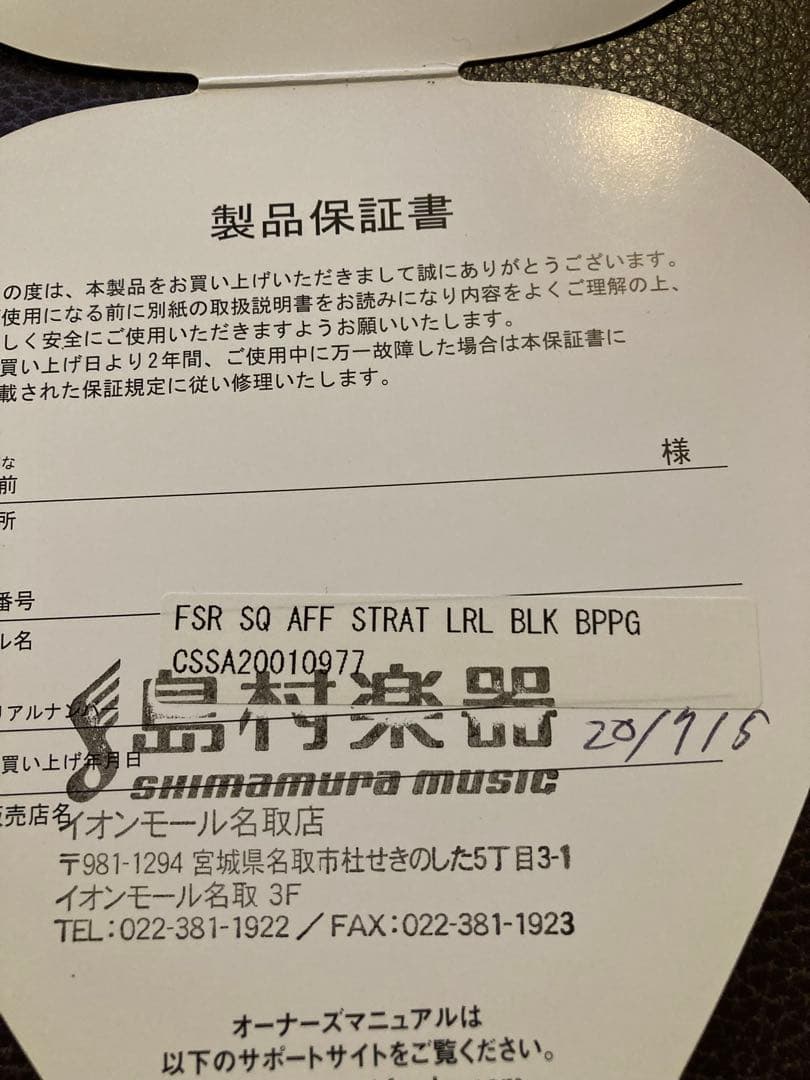 製品保証書
の度は、本製品をお買い上げいただきまして誠にありがとうございます。
使用になる前に別紙の取扱説明書をお読みになり内容をよくご理解の上、
しく安全にご使用いただきますようお願いいたします。
買い上げ日より2年間、ご使用中に万一故障した場合は本保証書に
載された保証規定に従い修理いたします。
な
前
様
所
番号
FSR SQ AFF STRAT LRL BLK BPPG
ル名
CSSA20010977
島村楽器
リアルナンバー
20/7/5
買い上げ年月日
shimamura music
売店名
イオンモール名取店
〒981-1294 宮城県名取市杜せきのした5丁目3-1
イオンモール名取 3F
TEL:022-381-1922/FAX:022-381-1923
オーナーズマニュアルは
以下のサポートサイトをご覧ください。